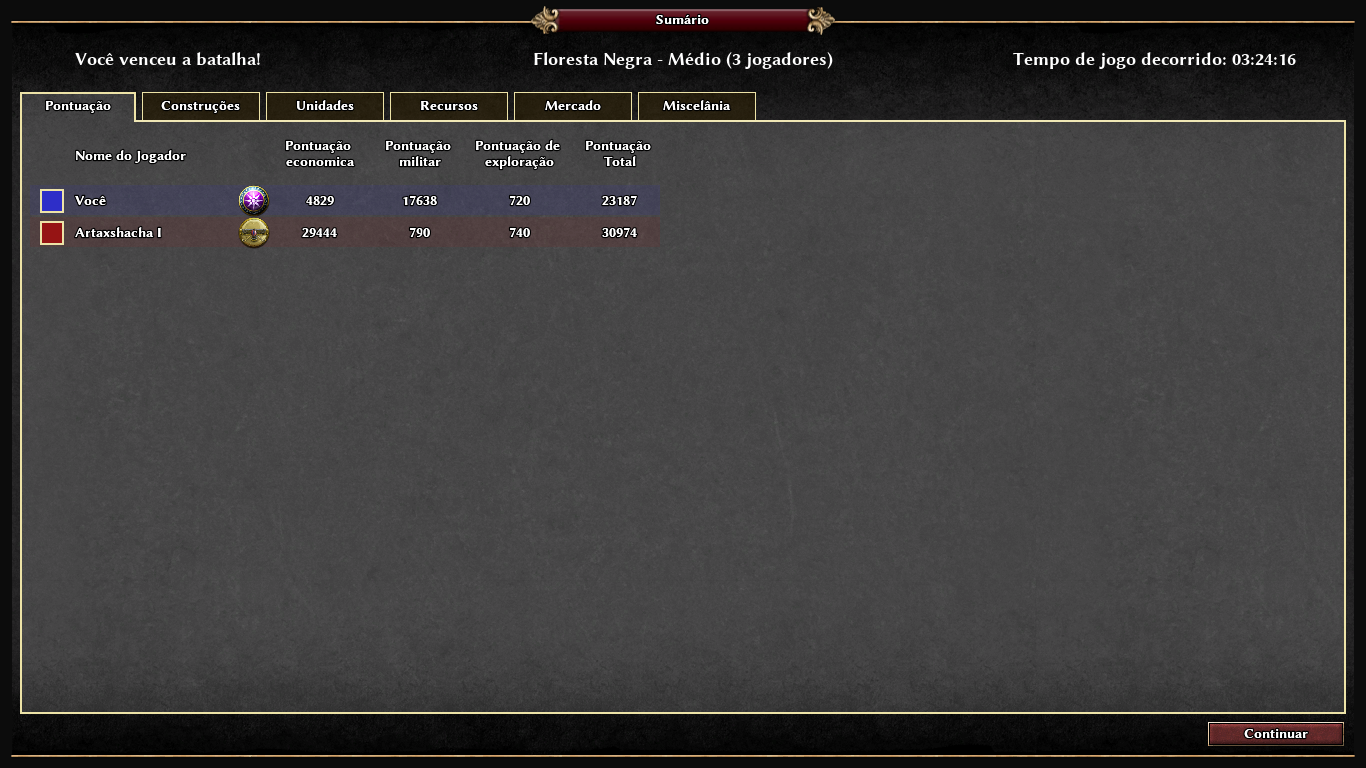 Sumário
Você venceu a batalha!
Floresta Negra - Médio (3 jogadores)
Tempo de jogo decorrido: 03:24:16
Pontuação
Construções
Unidades
Recursos
Mercado
Miscelânia
Nome do Jogador
Pontuação
economica
Pontuação
militar
Pontuação de
exploração
Pontuação
Total
Você 4829 17638 720 23187
Artaxshacha I 29444 790 740 30974
Continuar